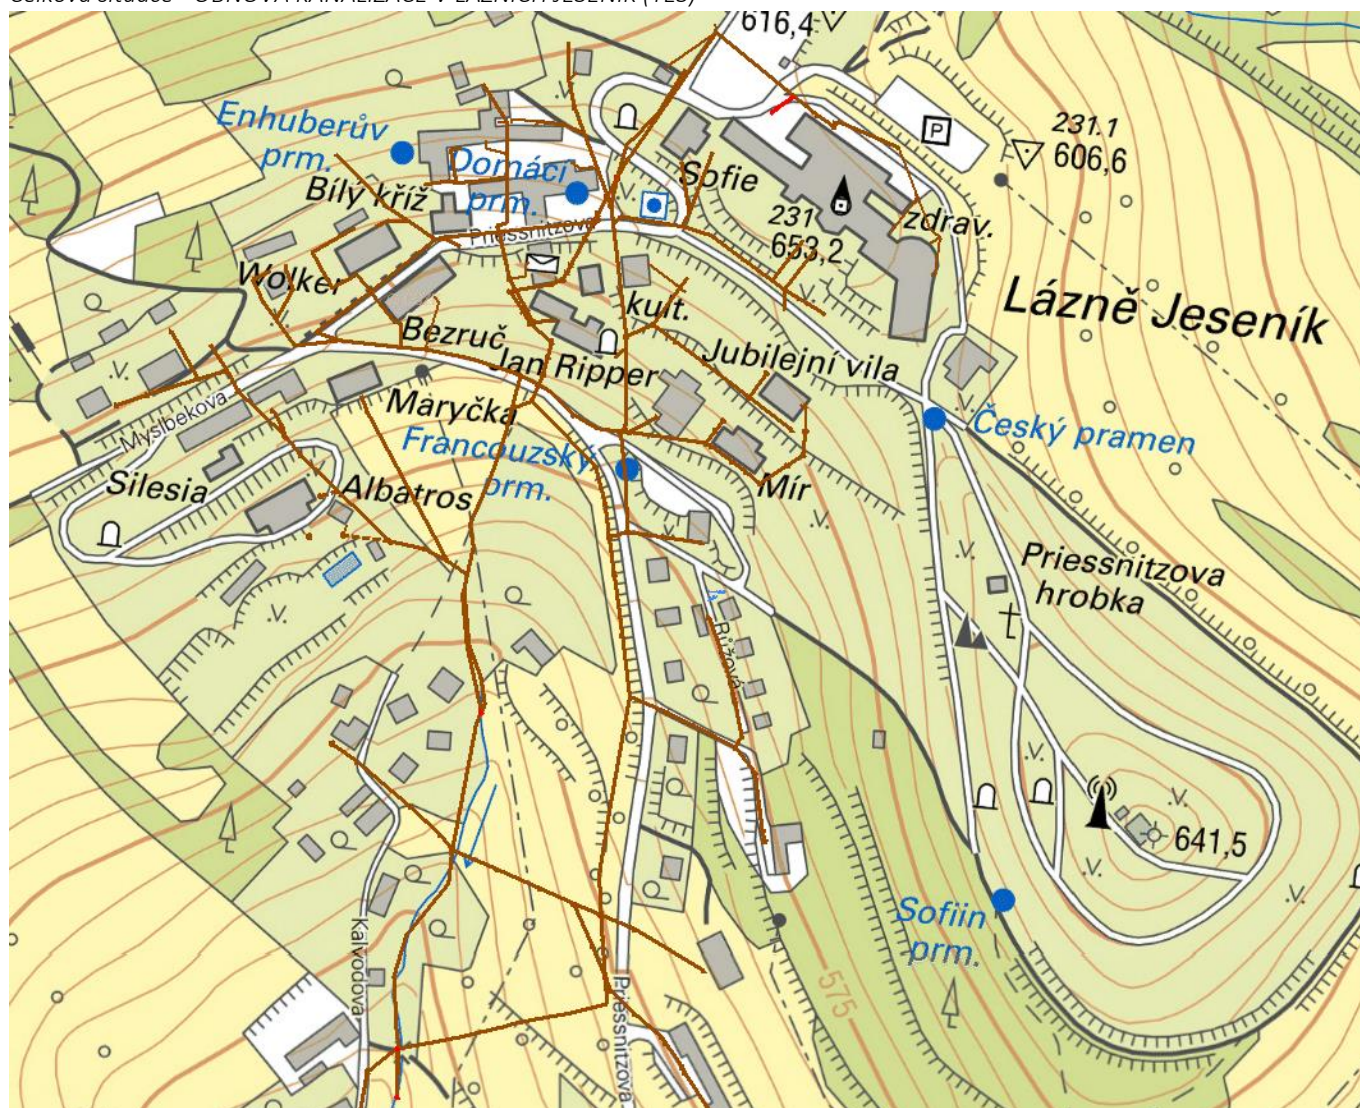 616,4
231.1
606,6
P
Enhuberův
prm.
Domácí
prm.
Bílý kříž
Sofie
231
653,2
zdrav.
Priessnitzova
Wolker
Lázně Jeseník
kult.
Bezruč
Jan Ripper
Jubilejní vila
Maryčka
Myslbekova
Český pramen
Francouzský
prm.
Silesia
Albatros
Mír
Priessnitzova
hrobka
Růžová
641,5
Sofiin
prm.
575
Kalvodova
Priessnitzova